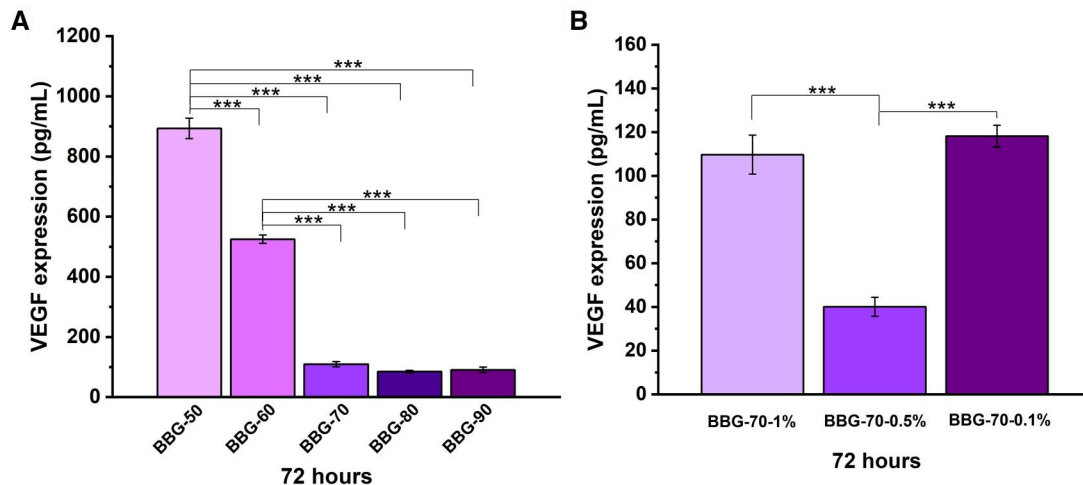 A
VEGF expression (pg/mL)
1200
1000
800
600
400
200
0
***
***
***
***
***
***
***
BBG-50
BBG-60
BBG-70
BBG-80
BBG-90
72 hours
B
VEGF expression (pg/mL)
160
140
120
100
80
60
40
20
0
***
***
BBG-70-1%
BBG-70-0.5%
BBG-70-0.1%
72 hours